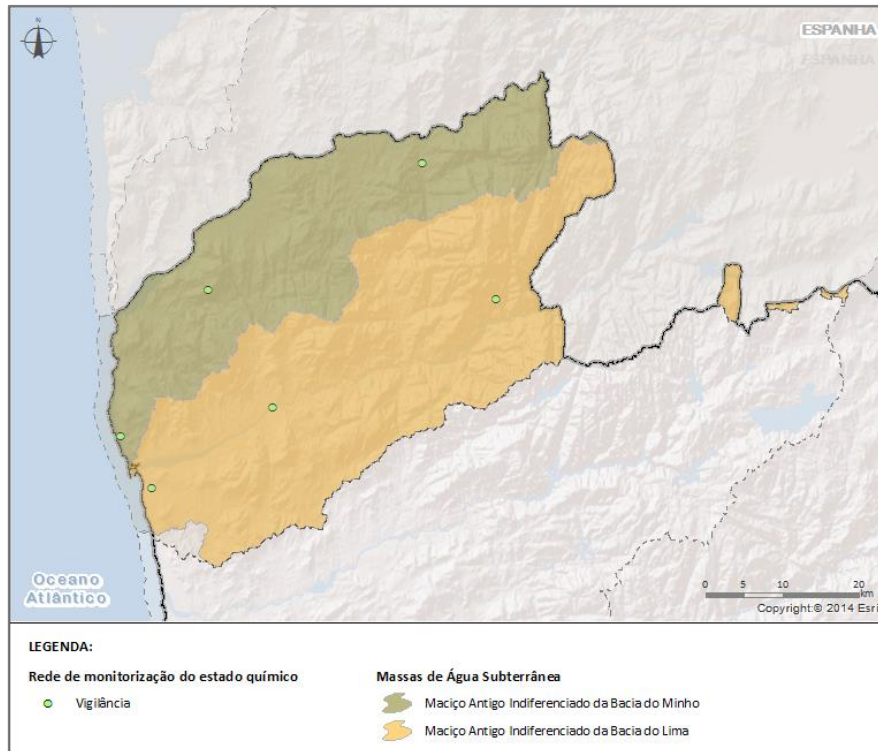 N
ESPANHA
ESPANHA
Oceano
Atlântico
0 5 10 20
km
Copyright:© 2014 Esri
LEGENDA:
Rede de monitorização do estado químico
Vigilância
Massas de Água Subterrânea
Maciço Antigo Indiferenciado da Bacia do Minho
Maciço Antigo Indiferenciado da Bacia do Lima